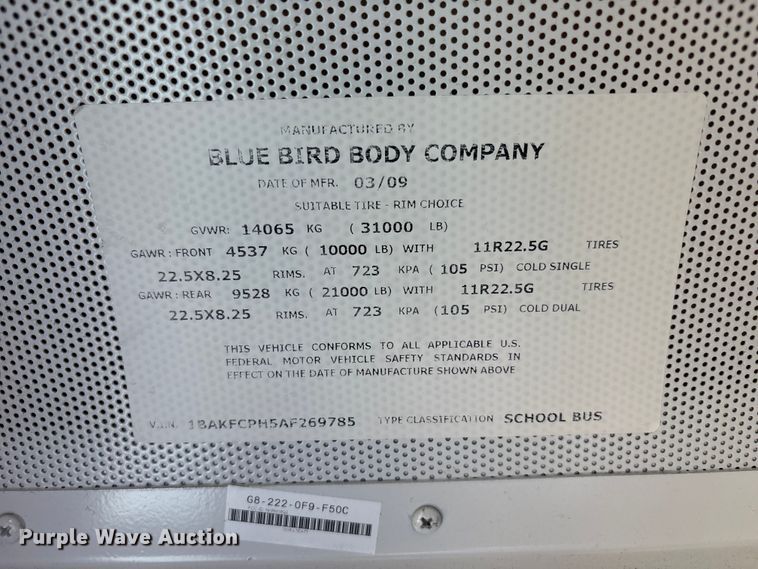 MANUFACTURED BY
BLUE BIRD BODY COMPANY
DATE OF MFR. 03/09
SUITABLE TIRE - RIM CHOICE
GVWR: 14065 KG ( 31000 LB)
GAWR : FRONT 4537 KG ( 10000 LB) WITH 11R22.5G TIRES
22.5X8.25 RIMS. AT 723 KPA ( 105 PSI) COLD SINGLE
GAWR : REAR 9528 KG ( 21000 LB) WITH 11R22.5G TIRES
22.5X8.25 RIMS. AT 723 KPA ( 105 PSI) COLD DUAL
THIS VEHICLE CONFORMS TO ALL APPLICABLE U.S.
FEDERAL MOTOR VEHICLE SAFETY STANDARDS IN
EFFECT ON THE DATE OF MANUFACTURE SHOWN ABOVE
V.I.N. 1BAKFCPH5AF269785 TYPE CLASSIFICATION SCHOOL BUS
G8-222-0F9-F50C
Purple Wave Auction